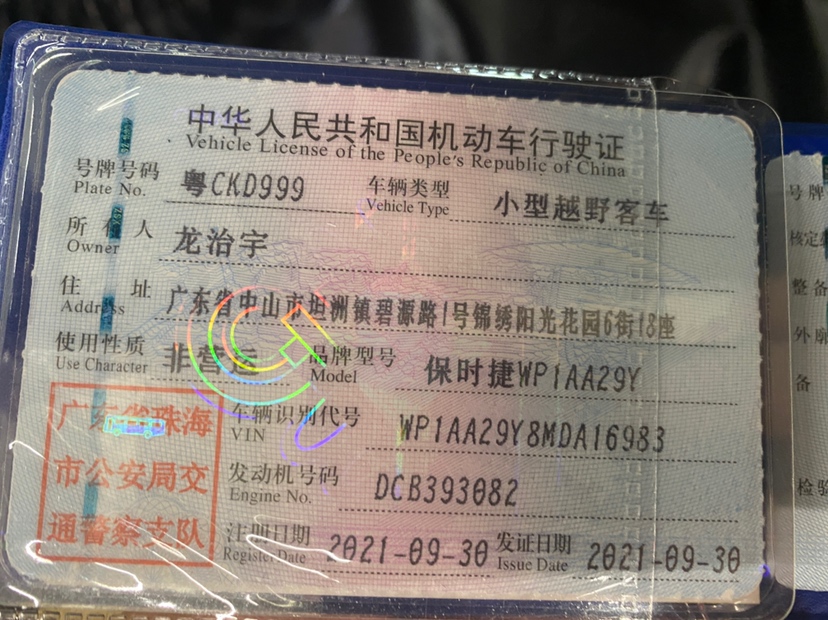 中华人民共和国机动车行驶证
Vehicle License of the People's Republic of China
号牌号码 粤CKD999 车辆类型 小型越野客车
Plate No. Vehicle Type
所有人 龙治宇
Owner
住址 广东省中山市坦洲镇碧源路1号锦绣阳光花园6街18座
Address
使用性质 非营运 品牌型号 保时捷WP1AA29Y
Use Character Model
广东省珠海
市公安局交
通警察支队
车辆识别代号 WP1AA29Y8MDA16983
VIN
发动机号码 DCB393082
Engine No.
注册日期 2021-09-30 发证日期 2021-09-30
Register Date Issue Date
号牌
核定
整备
外廓
备
检验